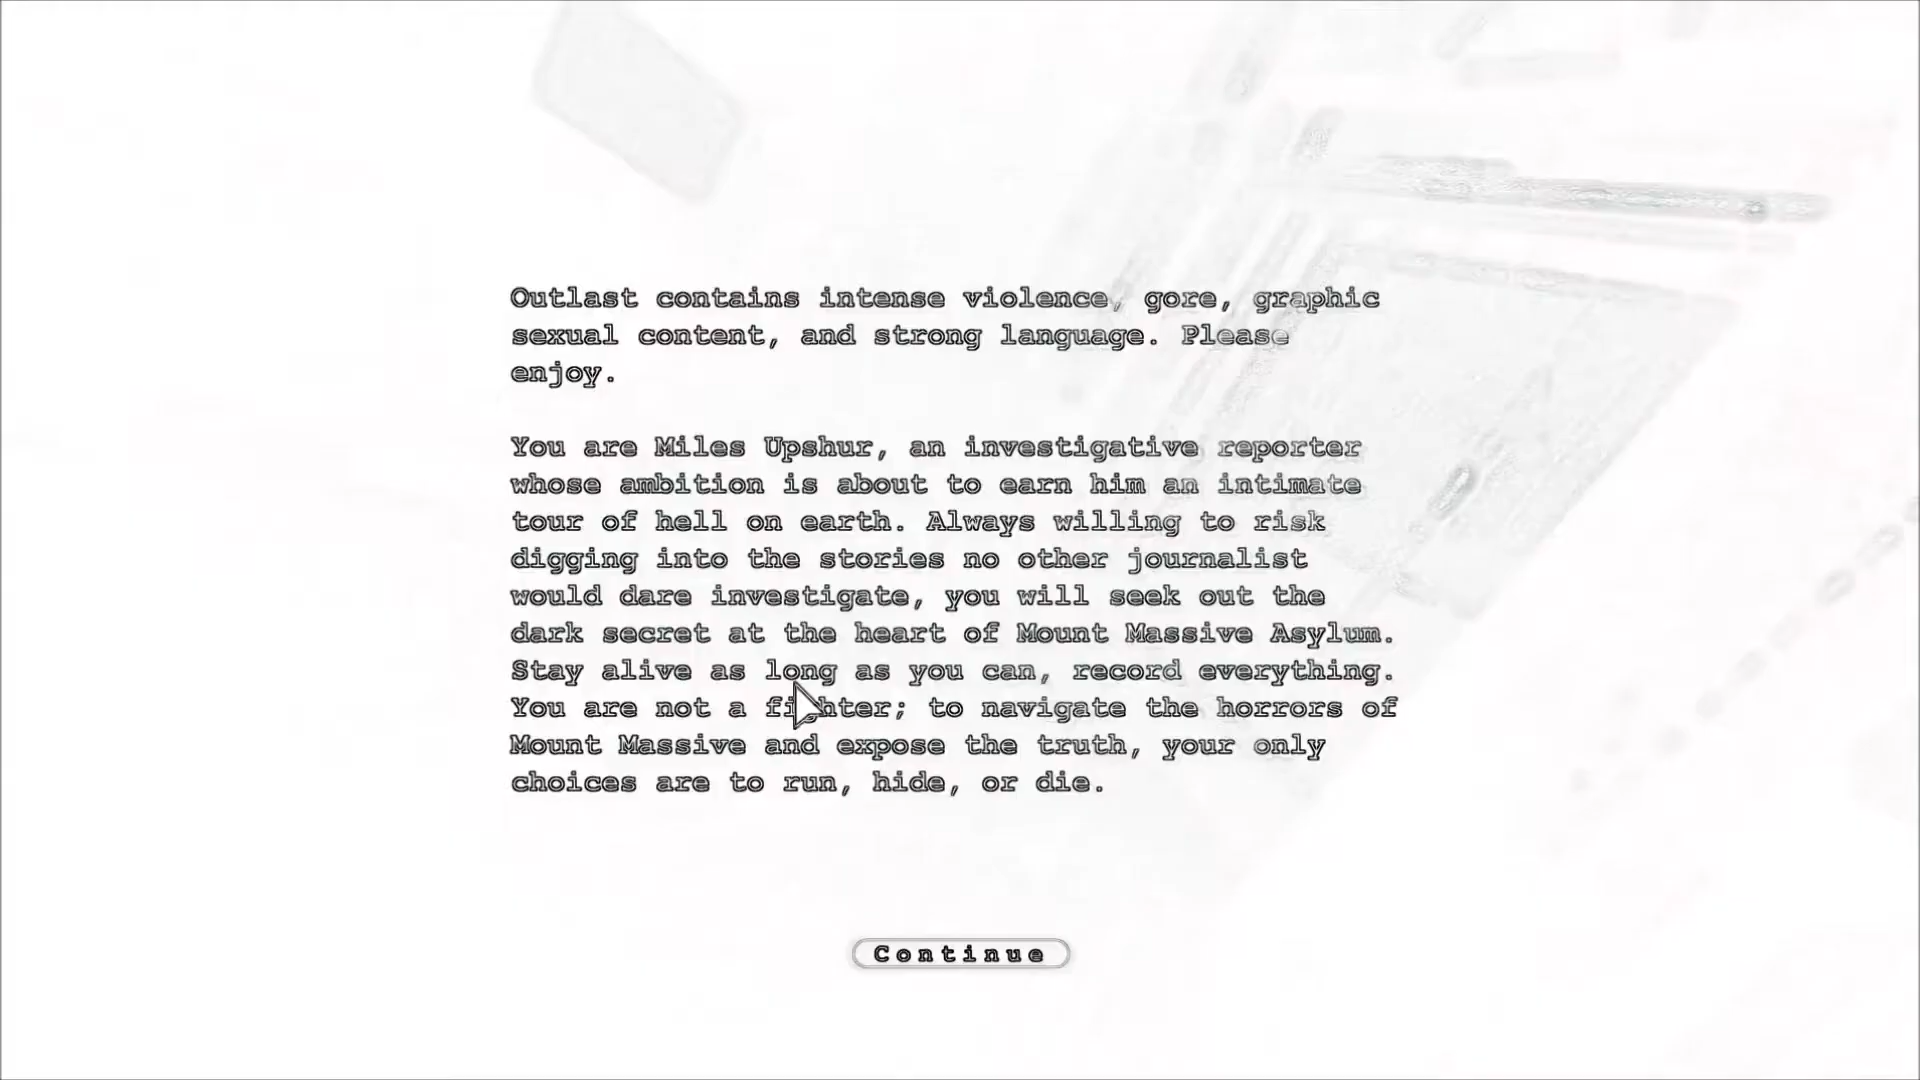 Outlast contains intense violence, gore, graphic
sexual content, and strong language. Please
enjoy.
You are Miles Upshur, an investigative reporter
whose ambition is about to earn him an intimate
tour of hell on earth. Always willing to risk
digging into the stories no other journalist
would dare investigate, you will seek out the
dark secret at the heart of Mount Massive Asylum.
Stay alive as long as you can, record everything.
You are not a fighter; to navigate the horrors of
Mount Massive and expose the truth, your only
choices are to run, hide, or die.
Continue